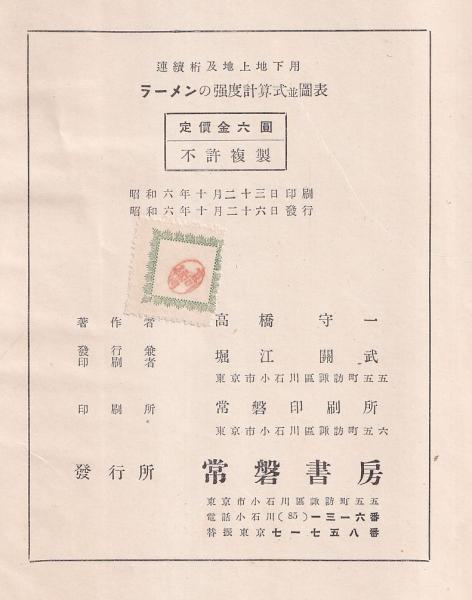 連續桁及地上地下用
ラーメンの强度計算式並圖表
定價金六圓
不許複製
昭和六年十月二十三日印刷
昭和六年十月二十六日發行
著作者 高橋守一
發行兼印刷者 堀江關武
東京市小石川區諏訪町五五
印刷所 常磐印刷所
東京市小石川區諏訪町五六
發行所 常磐書房
東京市小石川區諏訪町五五
電話小石川(85)一三一六番
替振東京七一七五八番